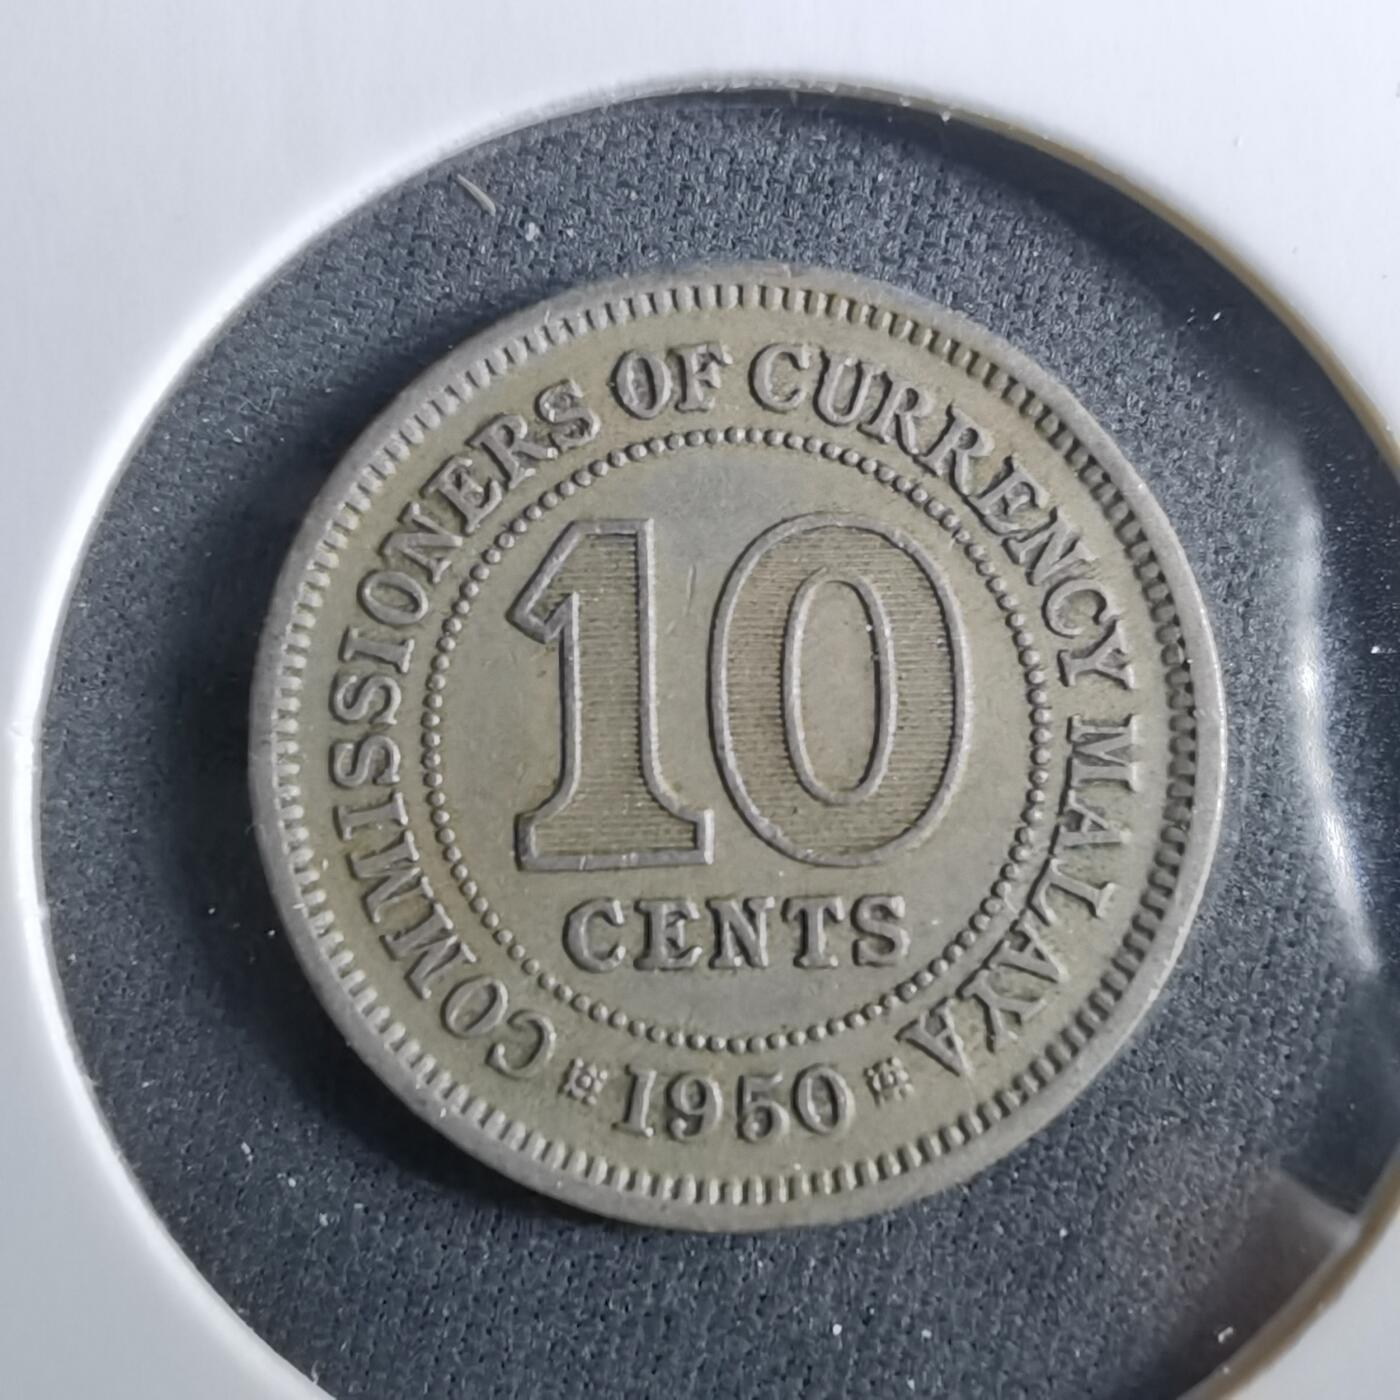 COMMISSIONERS OF CURRENCY MALAYA
10
CENTS
1950